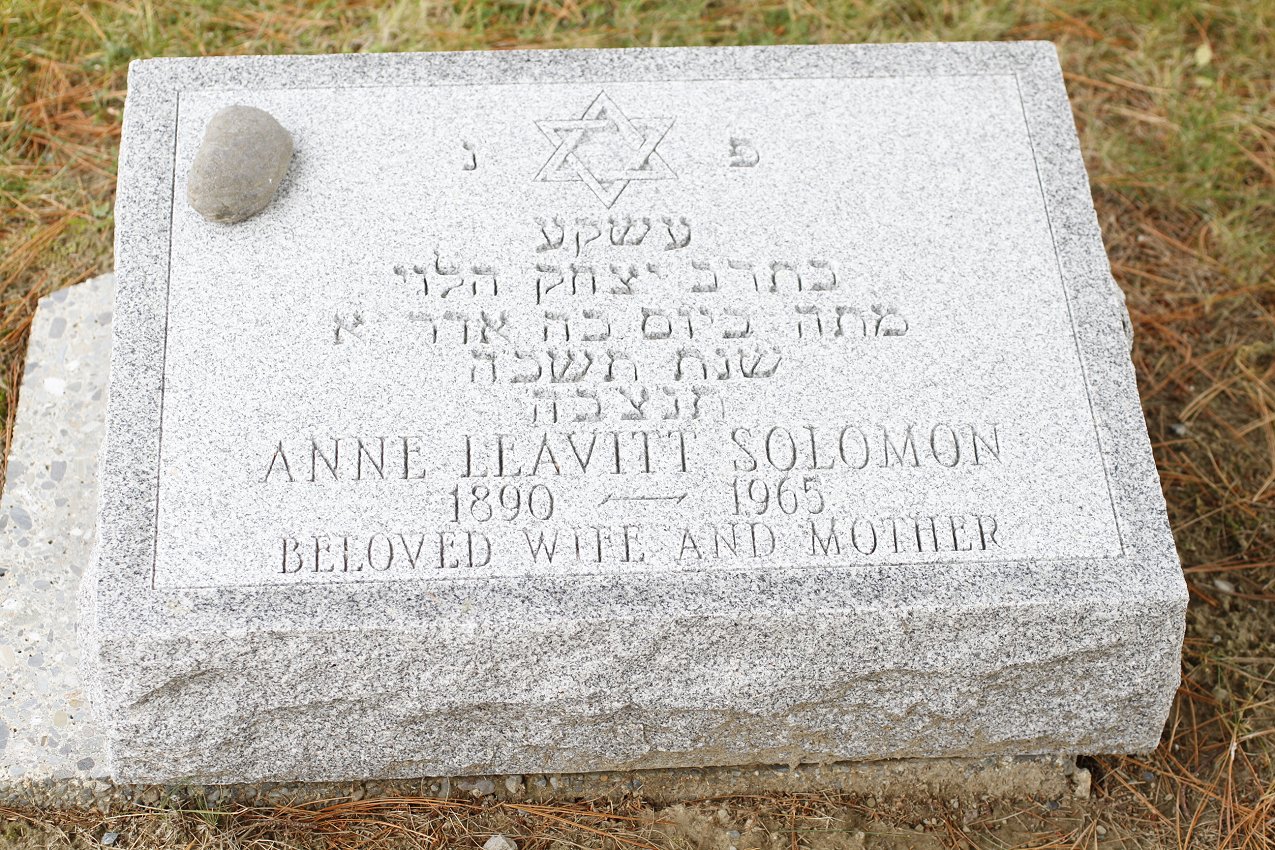 פ נ
עשקע
בתרב יצחק הלוי
מתה ביום כה אדר א
שנת תשכה
תנצבה
ANNE LEAVITT SOLOMON
1890 — 1965
BELOVED WIFE AND MOTHER